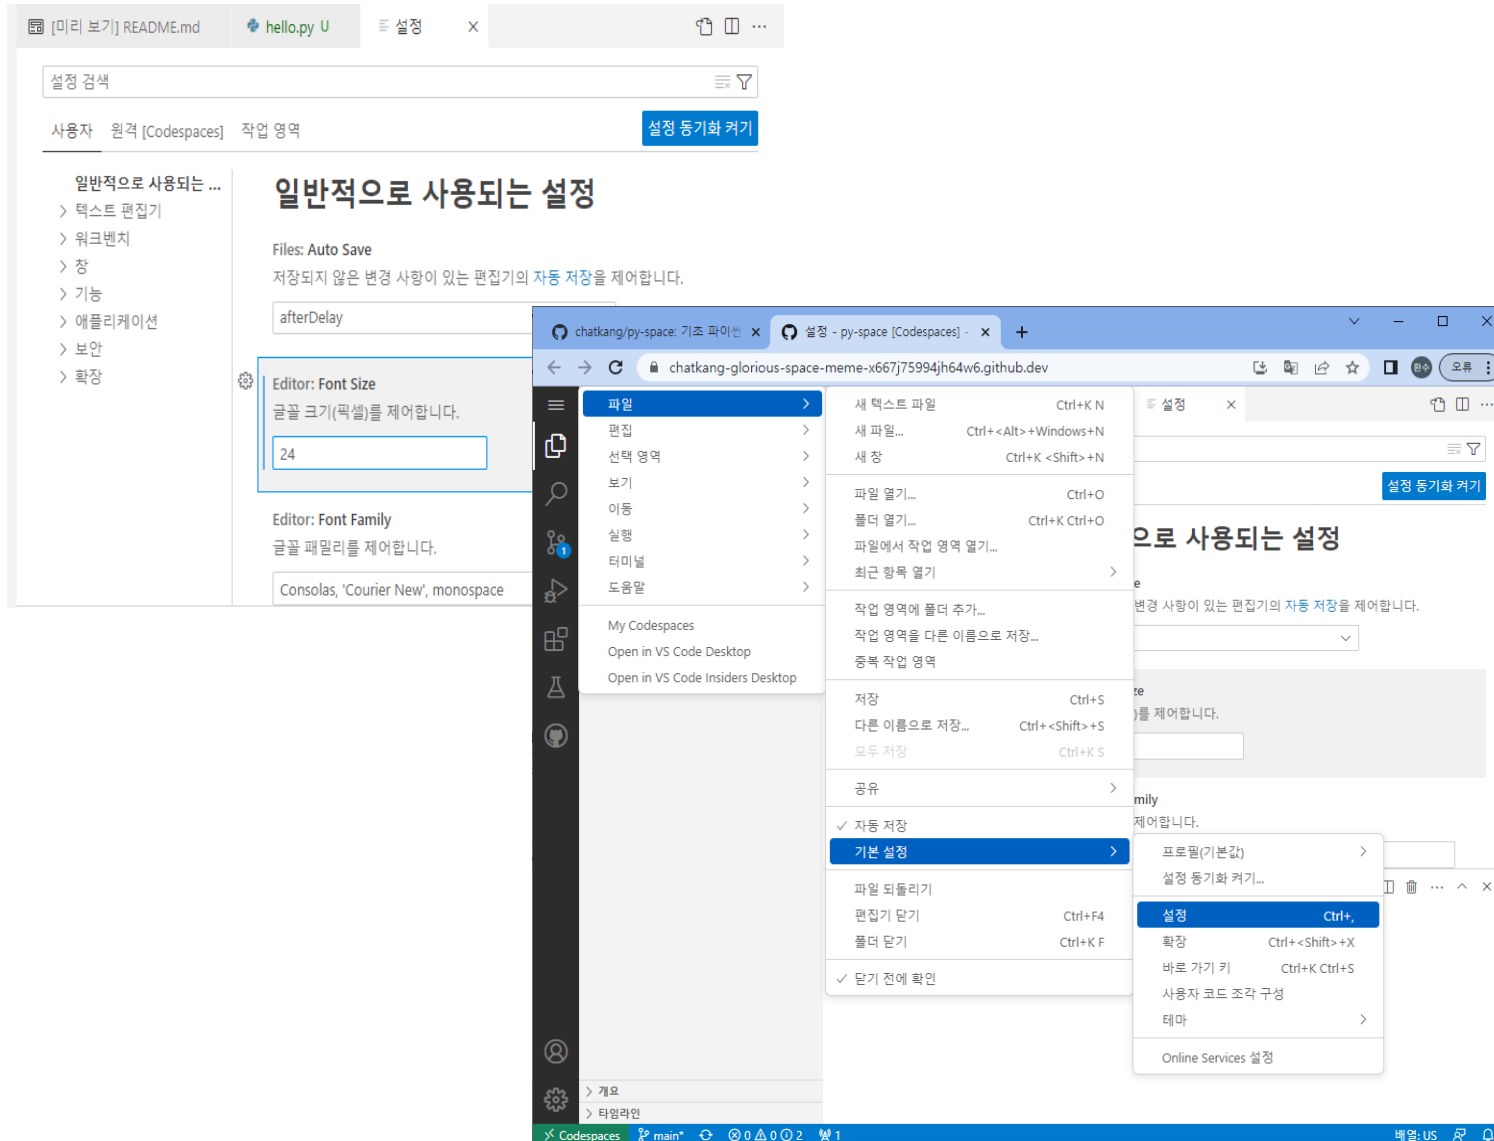 [미리 보기] README.md
hello.py U
설정
설정 검색
사용자 원격 [Codespaces] 작업 영역
설정 동기화 켜기
일반적으로 사용되는 ...
텍스트 편집기
워크벤치
창
기능
애플리케이션
보안
확장
일반적으로 사용되는 설정
Files: Auto Save
저장되지 않은 변경 사항이 있는 편집기의 자동 저장을 제어합니다.
afterDelay
Editor: Font Size
글꼴 크기(픽셀)를 제어합니다.
24
Editor: Font Family
글꼴 패밀리를 제어합니다.
Consolas, 'Courier New', monospace
chatkang/py-space: 기초 파이썬
설정 - py-space [Codespaces] -
chatkang-glorious-space-meme-x667j75994jh64w6.github.dev
환수
오류
파일
편집
선택 영역
보기
이동
실행
터미널
도움말
My Codespaces
Open in VS Code Desktop
Open in VS Code Insiders Desktop
새 텍스트 파일 Ctrl+K N
새 파일... Ctrl+<Alt>+Windows+N
새 창 Ctrl+K <Shift>+N
파일 열기... Ctrl+O
폴더 열기... Ctrl+K Ctrl+O
파일에서 작업 영역 열기...
최근 항목 열기
작업 영역에 폴더 추가...
작업 영역을 다른 이름으로 저장...
중복 작업 영역
저장 Ctrl+S
다른 이름으로 저장... Ctrl+<Shift>+S
모두 저장 Ctrl+K S
공유
자동 저장
기본 설정
파일 되돌리기
편집기 닫기 Ctrl+F4
폴더 닫기 Ctrl+K F
닫기 전에 확인
설정
설정 동기화 켜기
으로 사용되는 설정
e
변경 사항이 있는 편집기의 자동 저장을 제어합니다.
ze
)를 제어합니다.
mily
제어합니다.
프로필(기본값)
설정 동기화 켜기...
설정 Ctrl+,
확장 Ctrl+<Shift>+X
바로 가기 키 Ctrl+K Ctrl+S
사용자 코드 조각 구성
테마
Online Services 설정
1
개요
타임라인
Codespaces main* 0 0 2 1
배열: US